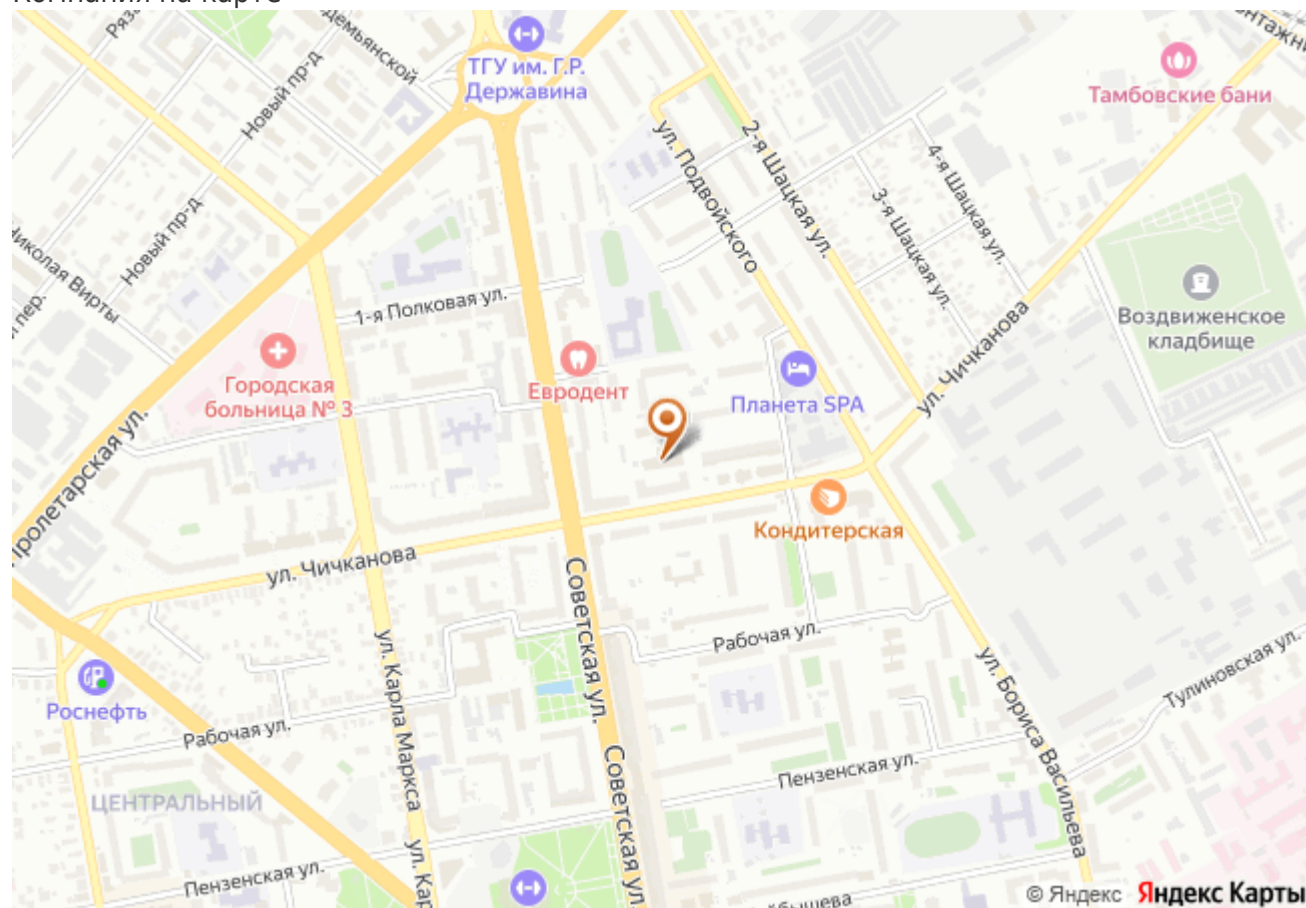 Компания на карте
ТГУ им. Г.Р.
Державина
Тамбовские бани
Новый пр-д
ул. Подвойского
2-я Шацкая ул.
3-я Шацкая ул.
4-я Шацкая ул.
Новый пр-д
Николая Вирты
1-я Полковая ул.
Воздвиженское
кладбище
ул. Чичканова
Городская
больница № 3
Евродент
Планета SPA
Пролетарская ул.
Кондитерская
ул. Чичканова
Советская ул.
Рабочая ул.
ул. Карла Маркса
ул. Бориса Васильева
Тулиновская ул.
Роснефть
Рабочая ул.
Советская ул.
Пензенская ул.
ЦЕНТРАЛЬНЫЙ
Пензенская ул.
ул. Кар
© Яндекс Яндекс Карты